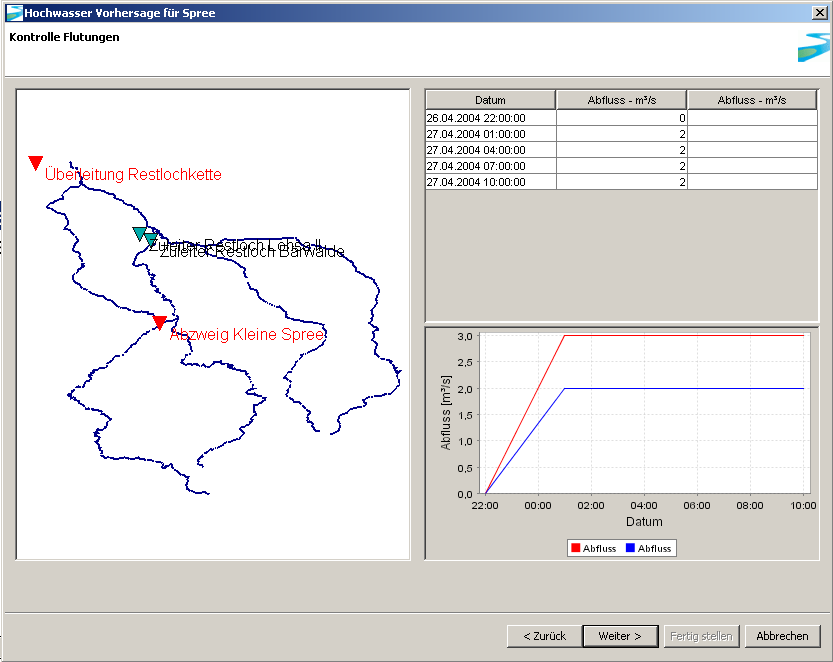 Hochwasser Vorhersage für Spree
Kontrolle Flutungen
Überleitung Restlochkette
Zuleiter Restloch Lohsa II
Zuleiter Restloch Bärwalde
Abzweig Kleine Spree
Datum Abfluss - m³/s Abfluss - m³/s
26.04.2004 22:00:00 0
27.04.2004 01:00:00 2
27.04.2004 04:00:00 2
27.04.2004 07:00:00 2
27.04.2004 10:00:00 2
Abfluss [m³/s]
3,0
2,5
2,0
1,5
1,0
0,5
0,0
22:00 00:00 02:00 04:00 06:00 08:00 10:00
Datum
Abfluss Abfluss
< Zurück Weiter > Fertig stellen Abbrechen